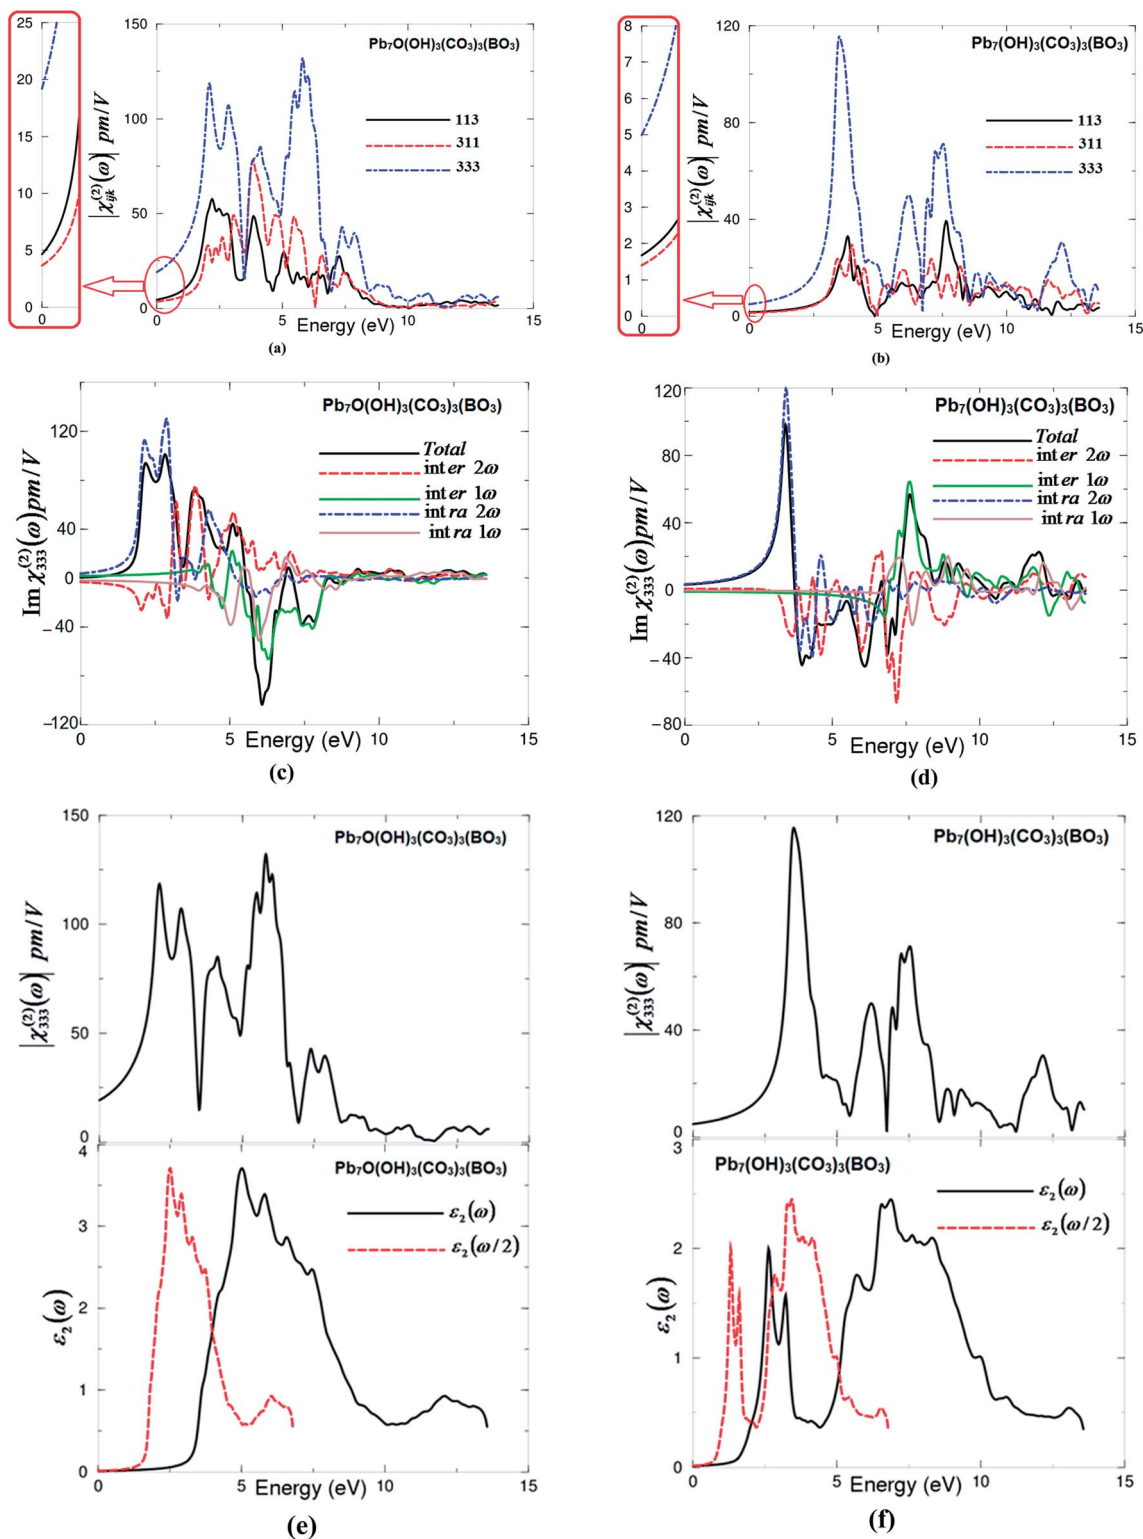 25
20
15
10
5
0
0
|χ_ijk^(2)(ω)| pm/V
150
100
50
0
Pb₇O(OH)₃(CO₃)₃(BO₃)
113
311
333
0
5
10
15
Energy (eV)
(a)
8
7
6
5
4
3
2
1
0
0
|χ_ijk^(2)(ω)| pm/V
120
80
40
0
Pb₇(OH)₃(CO₃)₃(BO₃)
113
311
333
0
5
10
15
Energy (eV)
(b)
Im χ_333^(2)(ω)pm/V
120
40
0
−40
−120
Pb₇O(OH)₃(CO₃)₃(BO₃)
Total
inter 2ω
inter 1ω
intra 2ω
intra 1ω
0
5
10
15
Energy (eV)
(c)
Im χ_333^(2)(ω)pm/V
120
80
40
0
−40
−80
Pb₇(OH)₃(CO₃)₃(BO₃)
Total
inter 2ω
inter 1ω
intra 2ω
intra 1ω
0
5
10
15
Energy (eV)
(d)
|χ_333^(2)(ω)| pm/V
150
100
50
0
Pb₇O(OH)₃(CO₃)₃(BO₃)
ε₂(ω)
4
3
2
1
0
Pb₇O(OH)₃(CO₃)₃(BO₃)
ε₂(ω)
ε₂(ω/2)
0
5
10
15
Energy (eV)
(e)
|χ_333^(2)(ω)| pm/V
120
80
40
0
Pb₇(OH)₃(CO₃)₃(BO₃)
ε₂(ω)
3
2
1
0
Pb₇(OH)₃(CO₃)₃(BO₃)
ε₂(ω)
ε₂(ω/2)
0
5
10
15
Energy (eV)
(f)